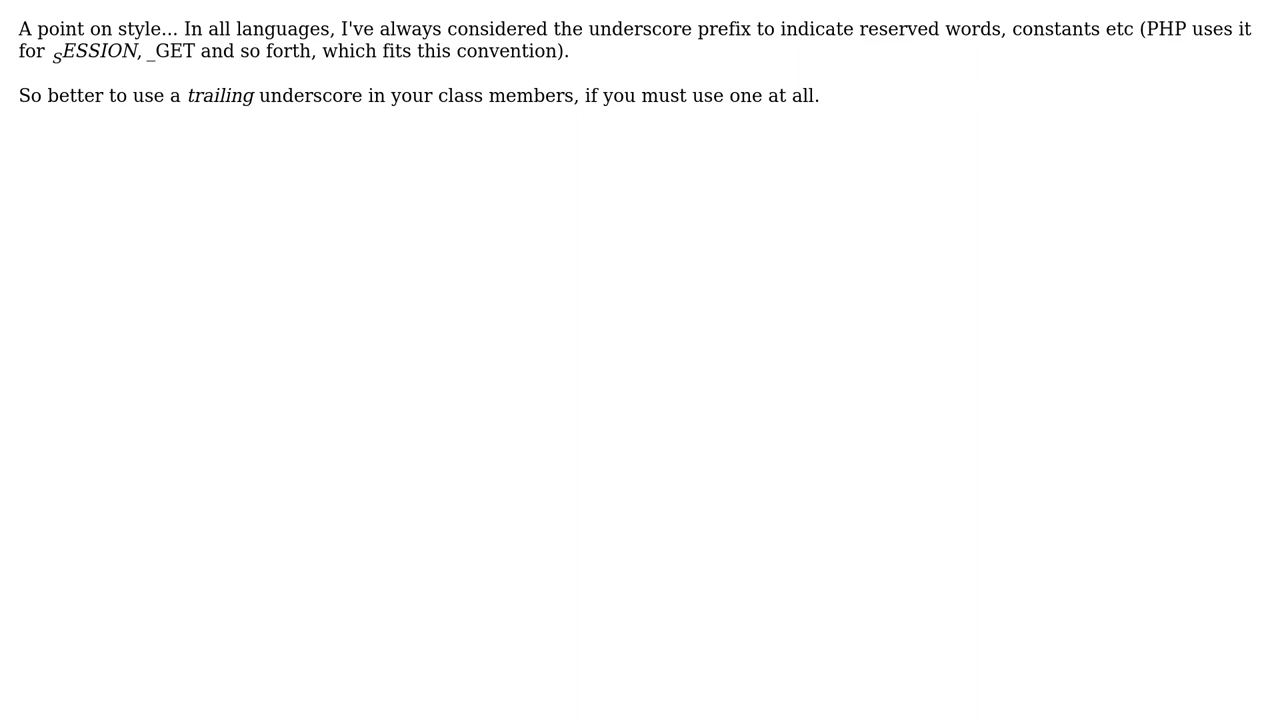 A point on style... In all languages, I've always considered the underscore prefix to indicate reserved words, constants etc (PHP uses it
for SESSION, _GET and so forth, which fits this convention).
So better to use a trailing underscore in your class members, if you must use one at all.